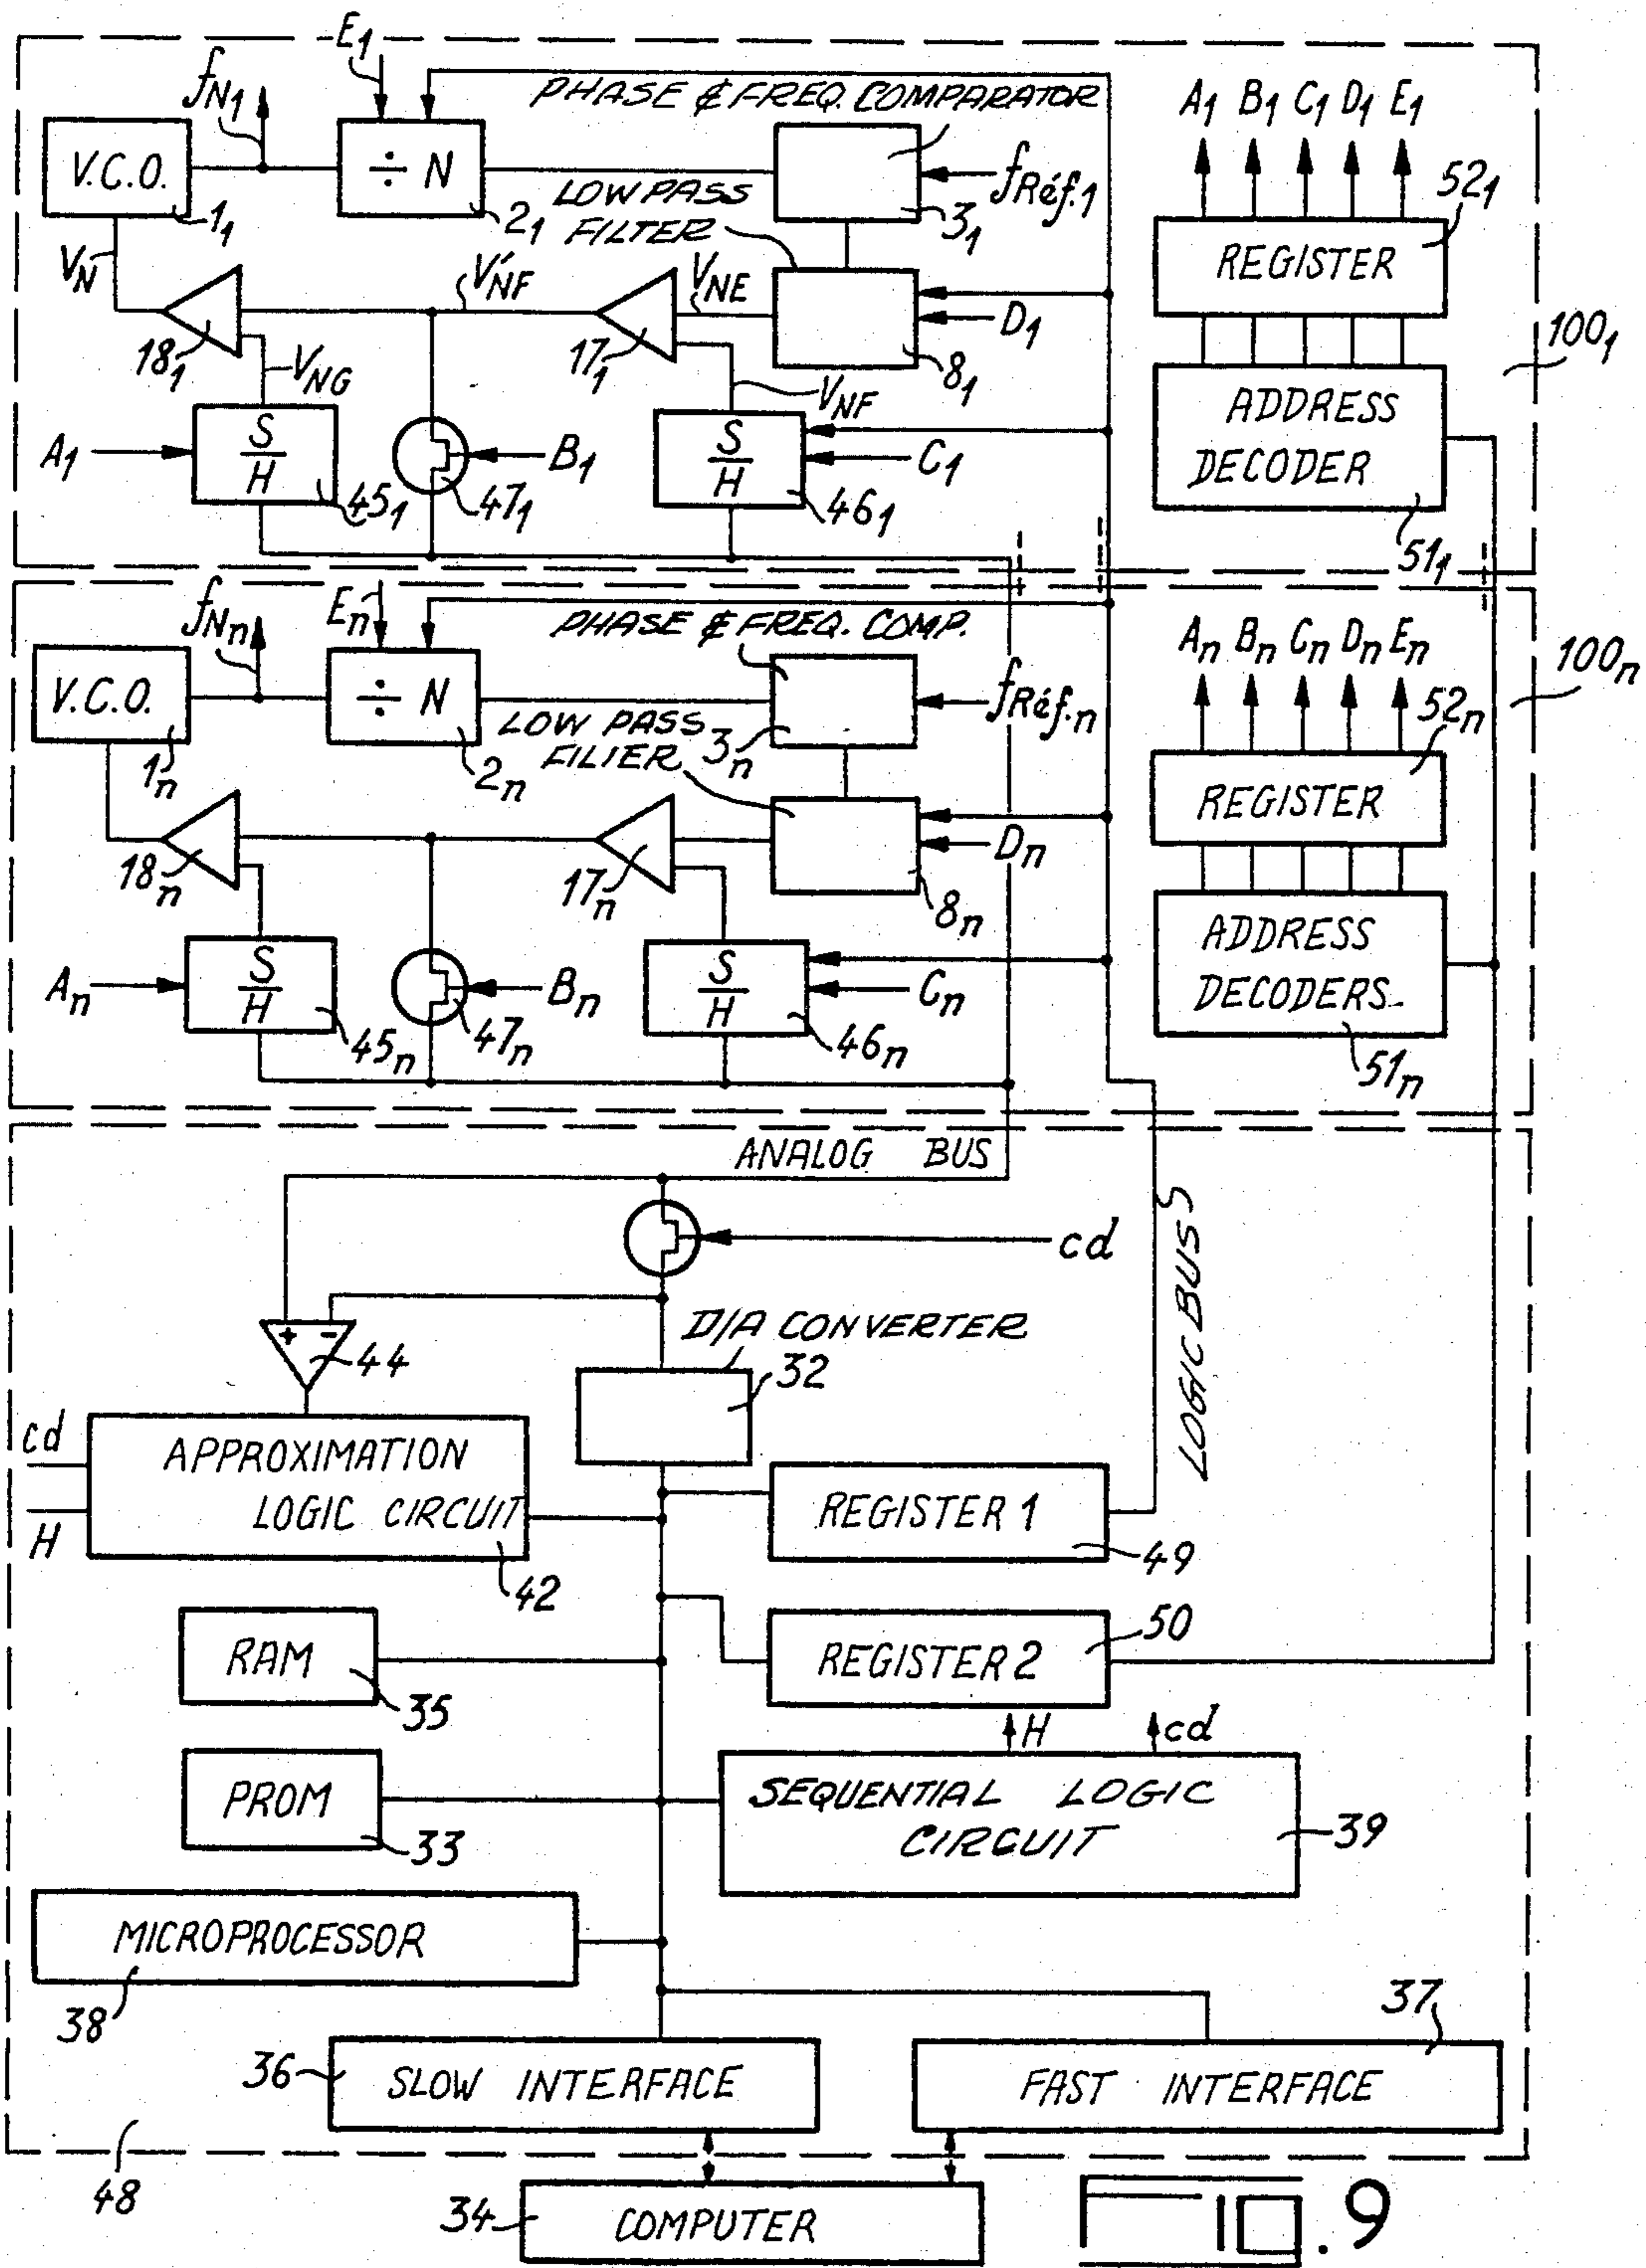 E₁
fN₁
PHASE & FREQ. COMPARATOR
A₁ B₁ C₁ D₁ E₁
V.C.O.
÷ N
fRéf.1
1₁
2₁
LOW PASS
FILTER
3₁
52₁
REGISTER
VN
V'NF
VNE
D₁
18₁
17₁
8₁
100₁
VNG
VNF
ADDRESS
DECODER
A₁
S
H
45₁
B₁
47₁
S
H
C₁
46₁
51₁
fNn
En
PHASE & FREQ. COMP.
An Bn Cn Dn En
100n
V.C.O.
÷ N
fRéf.n
1n
2n
LOW PASS
FILIER
3n
52n
REGISTER
18n
17n
Dn
8n
ADDRESS
DECODERS
An
S
H
45n
Bn
47n
S
H
Cn
46n
51n
ANALOG BUS
cd
LOGIC BUS
D/A CONVERTER
+ -
44
32
cd
APPROXIMATION
LOGIC CIRCUIT
H
REGISTER 1
49
42
50
RAM
35
REGISTER 2
H
cd
PROM
33
SEQUENTIAL LOGIC
CIRCUIT
39
MICROPROCESSOR
38
37
36
SLOW INTERFACE
FAST INTERFACE
48
34
COMPUTER
FIG. 9